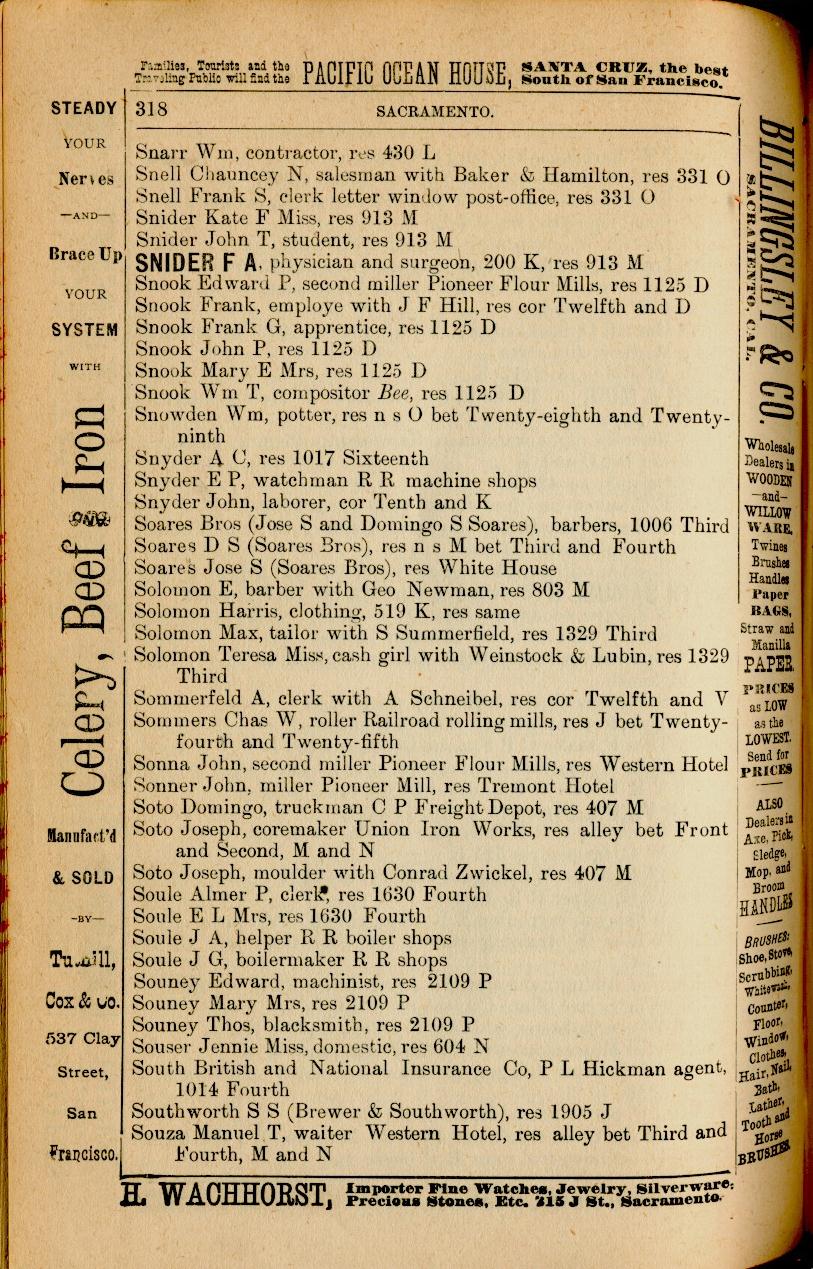 Families, Tourists and the
Traveling Public will find the
PACIFIC OCEAN HOUSE,
SANTA CRUZ, the best
South of San Francisco.
318
SACRAMENTO.
Snarr Wm, contractor, res 430 L
Snell Chauncey N, salesman with Baker & Hamilton, res 331 O
Snell Frank S, clerk letter window post-office, res 331 O
Snider Kate F Miss, res 913 M
Snider John T, student, res 913 M
SNIDER F A, physician and surgeon, 200 K, res 913 M
Snook Edward P, second miller Pioneer Flour Mills, res 1125 D
Snook Frank, employe with J F Hill, res cor Twelfth and D
Snook Frank G, apprentice, res 1125 D
Snook John P, res 1125 D
Snook Mary E Mrs, res 1125 D
Snook Wm T, compositor Bee, res 1125 D
Snowden Wm, potter, res n s O bet Twenty-eighth and Twenty-
ninth
Snyder A C, res 1017 Sixteenth
Snyder E P, watchman R R machine shops
Snyder John, laborer, cor Tenth and K
Soares Bros (Jose S and Domingo S Soares), barbers, 1006 Third
Soares D S (Soares Bros), res n s M bet Third and Fourth
Soares Jose S (Soares Bros), res White House
Solomon E, barber with Geo Newman, res 803 M
Solomon Harris, clothing, 519 K, res same
Solomon Max, tailor with S Summerfield, res 1329 Third
Solomon Teresa Miss, cash girl with Weinstock & Lubin, res 1329
Third
Sommerfeld A, clerk with A Schneibel, res cor Twelfth and V
Sommers Chas W, roller Railroad rolling mills, res J bet Twenty-
fourth and Twenty-fifth
Sonna John, second miller Pioneer Flour Mills, res Western Hotel
Sonner John, miller Pioneer Mill, res Tremont Hotel
Soto Domingo, truckman C P Freight Depot, res 407 M
Soto Joseph, coremaker Union Iron Works, res alley bet Front
and Second, M and N
Soto Joseph, moulder with Conrad Zwickel, res 407 M
Soule Almer P, clerk, res 1630 Fourth
Soule E L Mrs, res 1630 Fourth
Soule J A, helper R R boiler shops
Soule J G, boilermaker R R shops
Souney Edward, machinist, res 2109 P
Souney Mary Mrs, res 2109 P
Souney Thos, blacksmith, res 2109 P
Souser Jennie Miss, domestic, res 604 N
South British and National Insurance Co, P L Hickman agent,
1014 Fourth
Southworth S S (Brewer & Southworth), res 1905 J
Souza Manuel T, waiter Western Hotel, res alley bet Third and
Fourth, M and N
STEADY
YOUR
Nerves
—AND—
Brace Up
YOUR
SYSTEM
WITH
Celery, Beef and Iron
Manufact'd
& SOLD
—BY—
Cox & Co.
537 Clay
Street,
San
Francisco.
BILLINGSLEY & CO.
SACRAMENTO, CAL.
Wholesale
Dealers in
WOODEN
—and—
WILLOW
WARE,
Twines
Brushes
Handles
Paper
BAGS,
Straw and
Manilla
PAPER.
PRICES
as LOW
as the
LOWEST.
Send for
PRICES
ALSO
Dealers in
Axe, Pick,
Sledge,
Mop, and
Broom
HANDLES
BRUSHES:
Shoe, Stove,
Scrubbing,
Whitewash,
Counter,
Floor,
Window,
Clothes,
Hair, Nail,
Bath,
Lather,
Tooth and
Horse
BRUSHES.
H. WACHHORST,
Importer Fine Watches, Jewelry, Silverware,
Precious Stones, Etc. 315 J St., Sacramento.